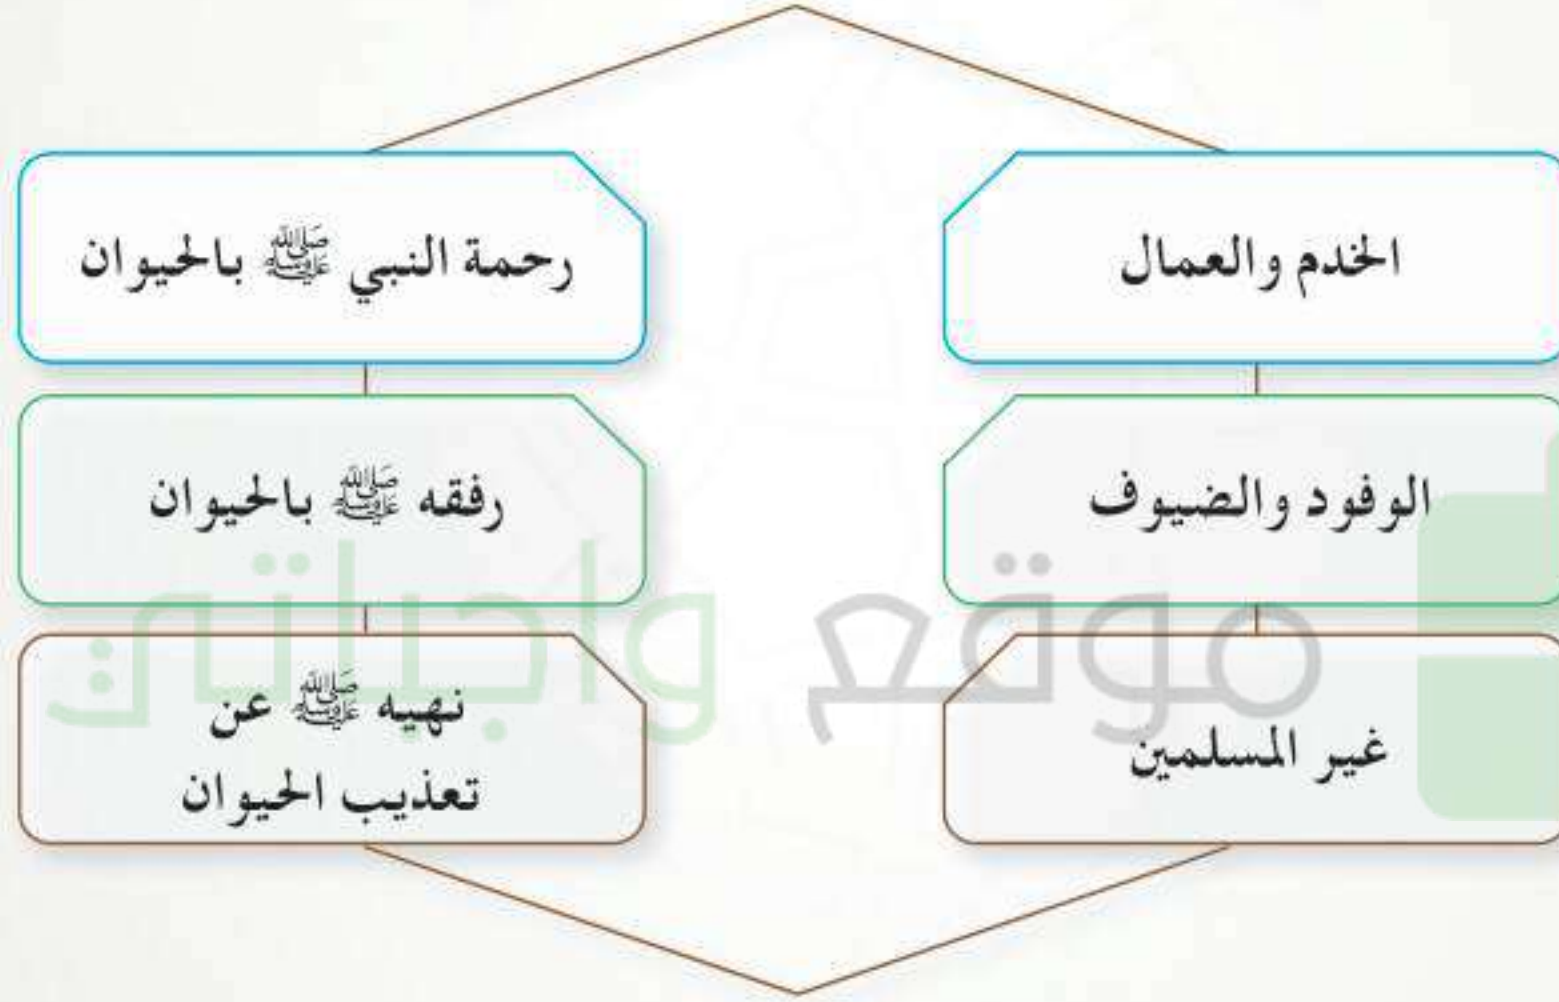 الخدم والعمال
الوفود والضيوف
غير المسلمين
رحمة النبي ﷺ بالحيوان
رفقه ﷺ بالحيوان
نهيه ﷺ عن
تعذيب الحيوان
موقع واجباتي